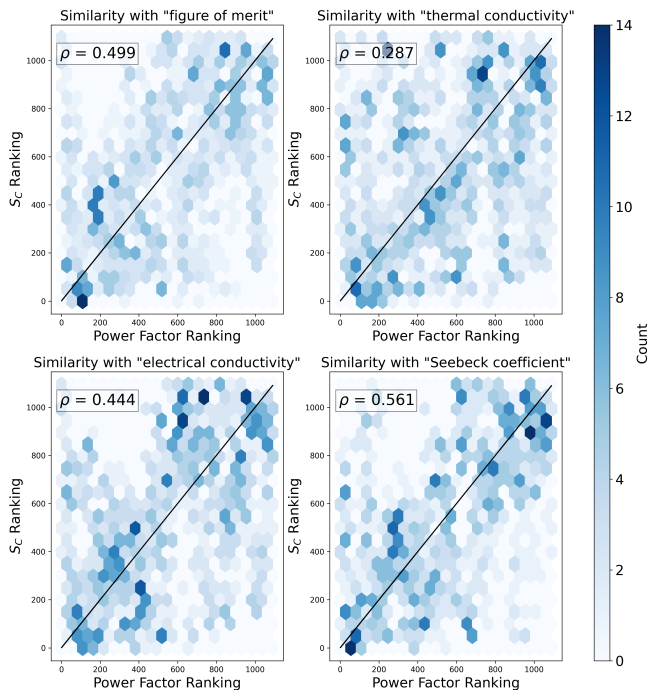 Similarity with "figure of merit"
Similarity with "thermal conductivity"
14
12
10
8
6
4
2
0
Count
ρ = 0.499
ρ = 0.287
1000
800
600
400
200
0
S_C Ranking
0 200 400 600 800 1000
Power Factor Ranking
1000
800
600
400
200
0
S_C Ranking
0 200 400 600 800 1000
Power Factor Ranking
Similarity with "electrical conductivity"
Similarity with "Seebeck coefficient"
ρ = 0.444
ρ = 0.561
1000
800
600
400
200
0
S_C Ranking
0 200 400 600 800 1000
Power Factor Ranking
1000
800
600
400
200
0
S_C Ranking
0 200 400 600 800 1000
Power Factor Ranking